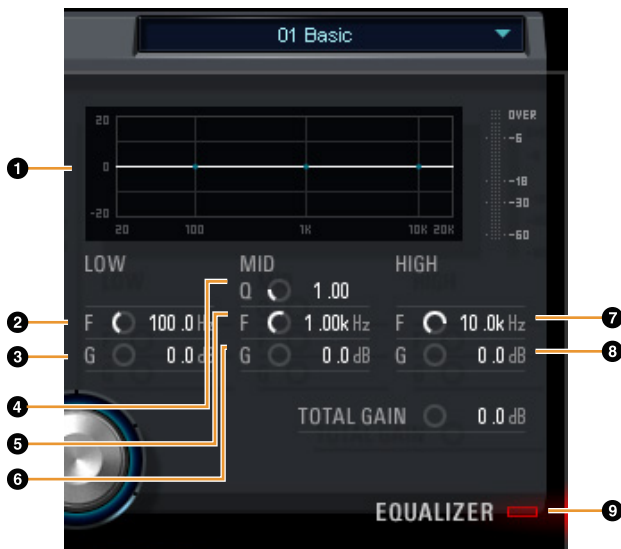 01 Basic
20
0
-20
20 100 1K 10K 20K
OVER
-6
-18
-30
-60
1
LOW MID HIGH
Q 1.00
2 F 100.0 Hz F 1.00k Hz F 10.0k Hz 7
3 G 0.0 dB G 0.0 dB G 0.0 dB 8
4
5
6
TOTAL GAIN 0.0 dB
EQUALIZER 9